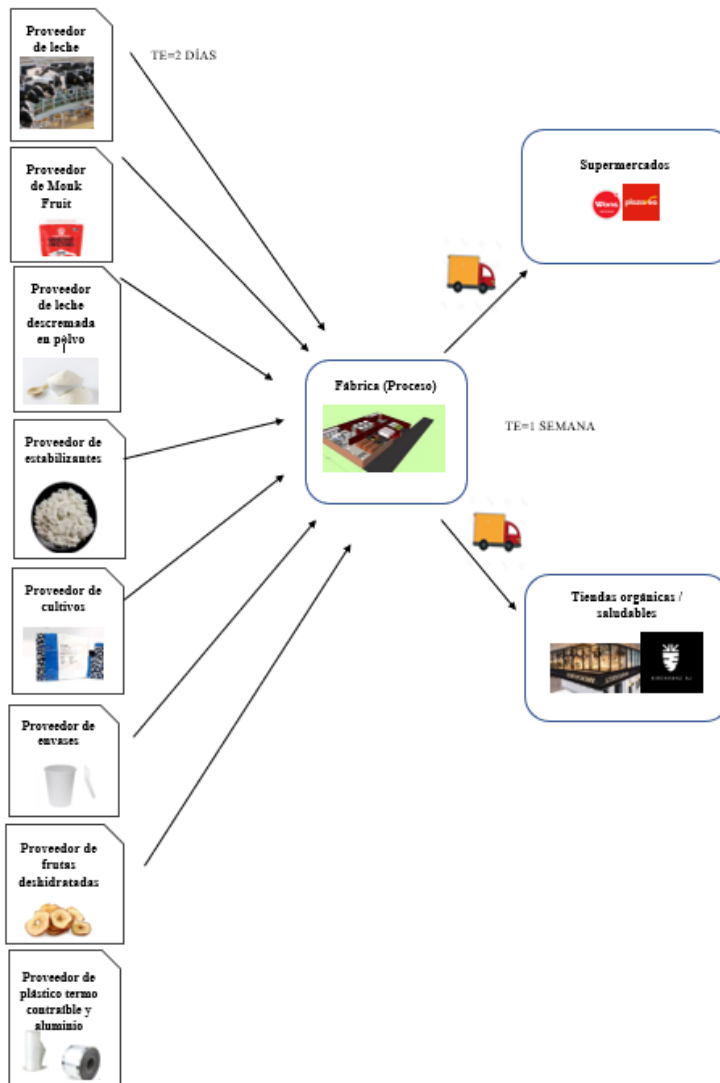 Proveedor
de leche
TE=2 DÍAS
Proveedor
de Monk
Fruit
Supermercados
Wong
plazavea
Proveedor
de leche
descremada
en polvo
Fábrica (Proceso)
TE=1 SEMANA
Proveedor de
estabilizantes
Proveedor de
cultivos
Tiendas orgánicas /
saludables
Proveedor de
envases
Proveedor de
frutas
deshidratadas
Proveedor de
plástico termo
contraíble y
aluminio